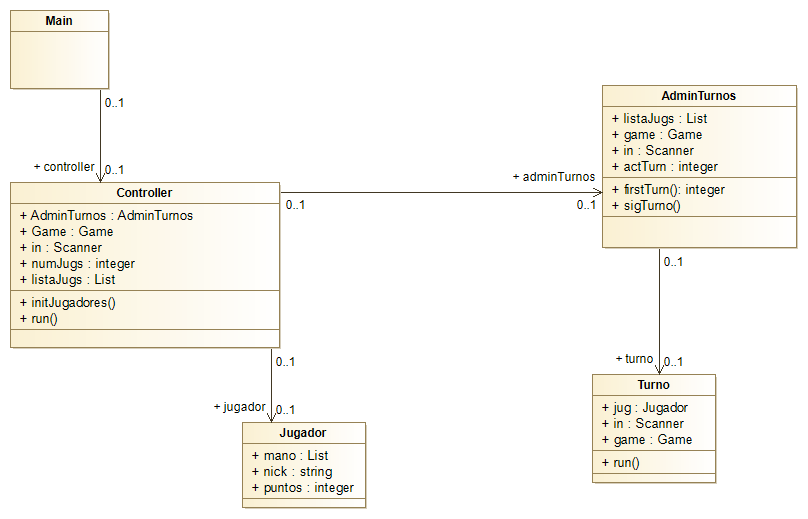 Main
0..1
+ controller
0..1
Controller
+ AdminTurnos : AdminTurnos
+ Game : Game
+ in : Scanner
+ numJugs : integer
+ listaJugs : List
+ initJugadores()
+ run()
0..1
+ adminTurnos
0..1
AdminTurnos
+ listaJugs : List
+ game : Game
+ in : Scanner
+ actTurn : integer
+ firstTurn(): integer
+ sigTurno()
0..1
+ turno
0..1
Turno
+ jug : Jugador
+ in : Scanner
+ game : Game
+ run()
0..1
+ jugador
0..1
Jugador
+ mano : List
+ nick : string
+ puntos : integer